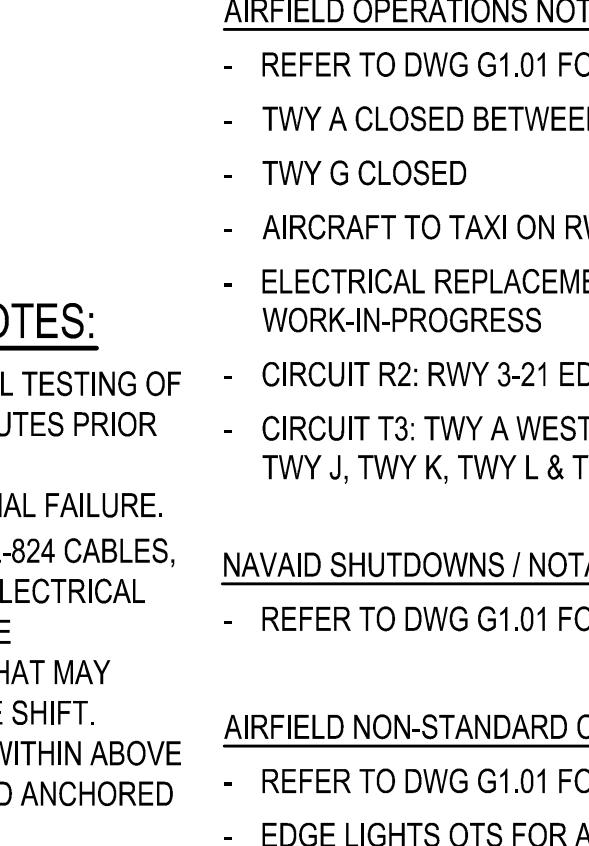 OTES:
L TESTING OF
UTES PRIOR
NAL FAILURE.
L-824 CABLES,
LECTRICAL
E
HAT MAY
E SHIFT.
WITHIN ABOVE
D ANCHORED
AIRFIELD OPERATIONS NOT
- REFER TO DWG G1.01 FO
- TWY A CLOSED BETWEE
- TWY G CLOSED
- AIRCRAFT TO TAXI ON RW
- ELECTRICAL REPLACEME
WORK-IN-PROGRESS
- CIRCUIT R2: RWY 3-21 ED
- CIRCUIT T3: TWY A WEST
TWY J, TWY K, TWY L & T
NAVAID SHUTDOWNS / NOTA
- REFER TO DWG G1.01 FO
AIRFIELD NON-STANDARD C
- REFER TO DWG G1.01 FO
- EDGE LIGHTS OTS FOR A